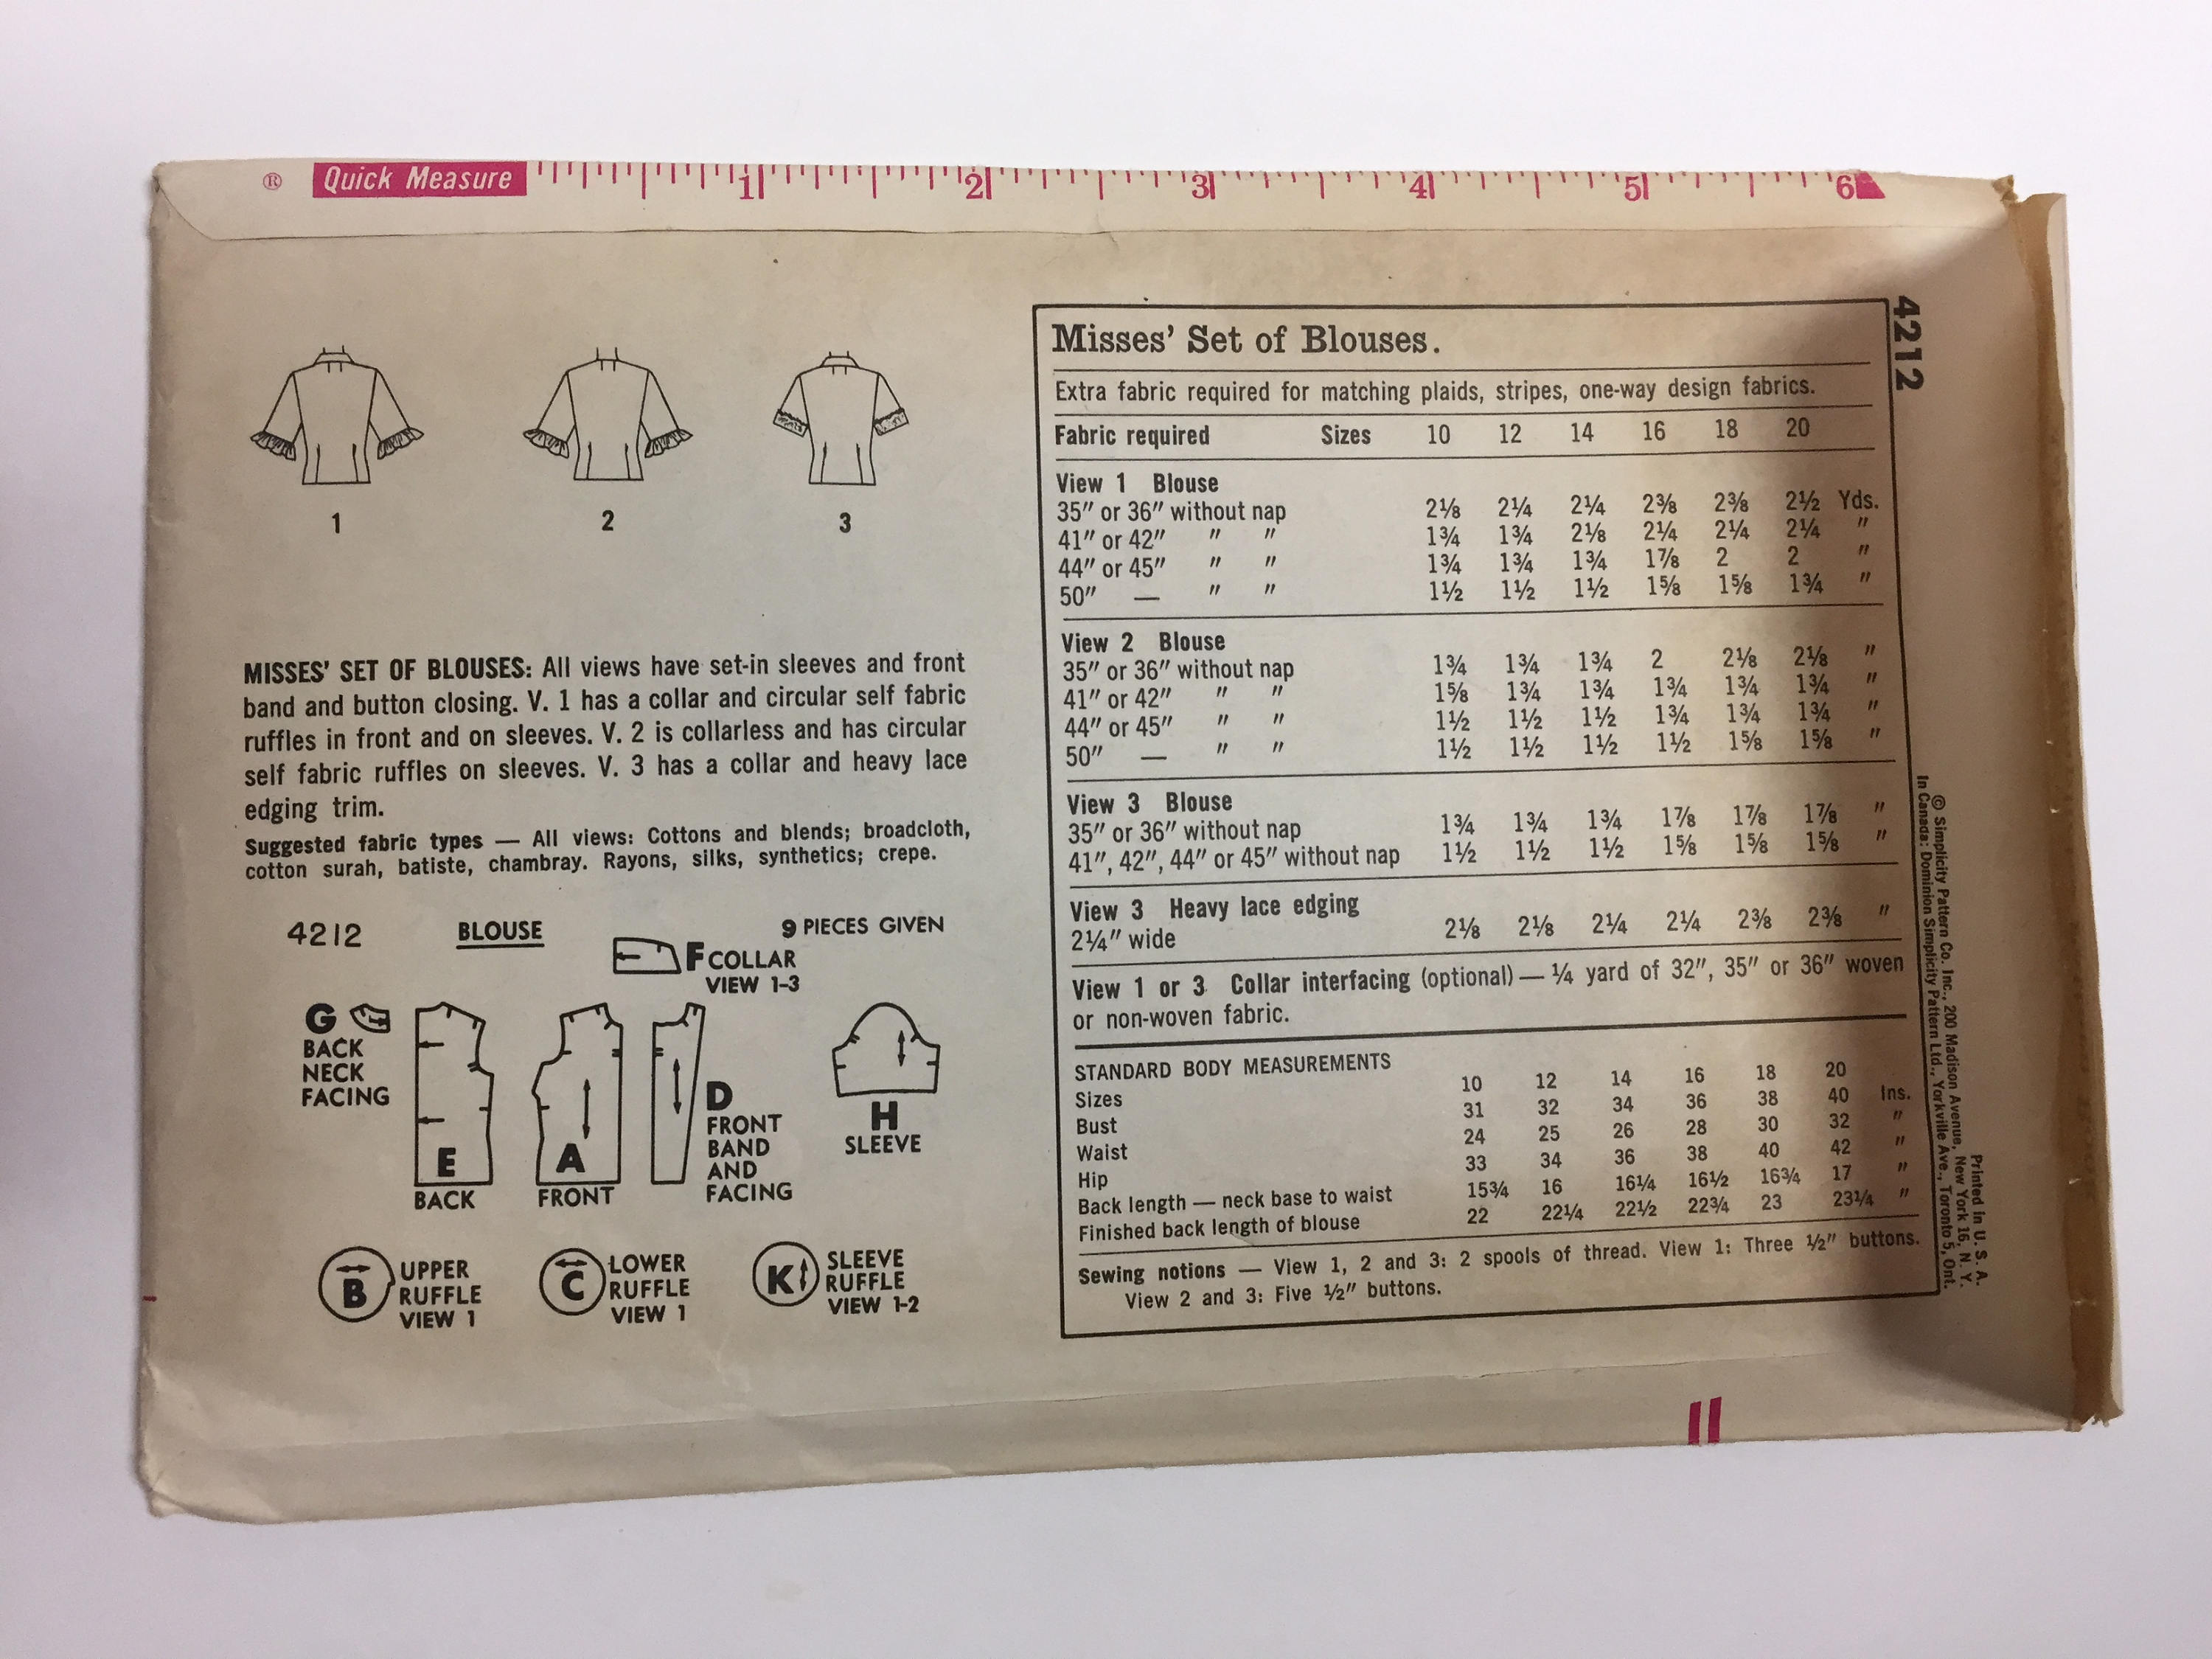 ® Quick Measure 1 2 3 4 5 6
1 2 3
MISSES' SET OF BLOUSES: All views have set-in sleeves and front
band and button closing. V. 1 has a collar and circular self fabric
ruffles in front and on sleeves. V. 2 is collarless and has circular
self fabric ruffles on sleeves. V. 3 has a collar and heavy lace
edging trim.
Suggested fabric types — All views: Cottons and blends; broadcloth,
cotton surah, batiste, chambray. Rayons, silks, synthetics; crepe.
4212 BLOUSE 9 PIECES GIVEN
F COLLAR
VIEW 1-3
G
BACK
NECK
FACING
E
BACK
A
FRONT
D
FRONT
BAND
AND
FACING
H
SLEEVE
B UPPER
RUFFLE
VIEW 1
C LOWER
RUFFLE
VIEW 1
K SLEEVE
RUFFLE
VIEW 1-2
4212
Misses' Set of Blouses.
Extra fabric required for matching plaids, stripes, one-way design fabrics.
Fabric required Sizes 10 12 14 16 18 20
View 1 Blouse
35" or 36" without nap 2⅛ 2¼ 2¼ 2⅜ 2⅜ 2½ Yds.
41" or 42" " " 1¾ 1¾ 2⅛ 2¼ 2¼ 2¼ "
44" or 45" " " 1¾ 1¾ 1¾ 1⅞ 2 2 "
50" — " " 1½ 1½ 1½ 1⅝ 1⅝ 1¾ "
View 2 Blouse
35" or 36" without nap 1¾ 1¾ 1¾ 2 2⅛ 2⅛ "
41" or 42" " " 1⅝ 1¾ 1¾ 1¾ 1¾ 1¾ "
44" or 45" " " 1½ 1½ 1½ 1¾ 1¾ 1¾ "
50" — " " 1½ 1½ 1½ 1½ 1⅝ 1⅝ "
View 3 Blouse
35" or 36" without nap 1¾ 1¾ 1¾ 1⅞ 1⅞ 1⅞ "
41", 42", 44" or 45" without nap 1½ 1½ 1½ 1⅝ 1⅝ 1⅝ "
View 3 Heavy lace edging
2¼" wide 2⅛ 2⅛ 2¼ 2¼ 2⅜ 2⅜ "
View 1 or 3 Collar interfacing (optional) — ¼ yard of 32", 35" or 36" woven
or non-woven fabric.
STANDARD BODY MEASUREMENTS
Sizes 10 12 14 16 18 20
Bust 31 32 34 36 38 40 Ins.
Waist 24 25 26 28 30 32 "
Hip 33 34 36 38 40 42 "
Back length — neck base to waist 15¾ 16 16¼ 16½ 16¾ 17 "
Finished back length of blouse 22 22¼ 22½ 22¾ 23 23¼ "
Sewing notions — View 1, 2 and 3: 2 spools of thread. View 1: Three ½" buttons.
View 2 and 3: Five ½" buttons.
Printed in U. S. A.
© Simplicity Pattern Co. Inc., 200 Madison Avenue, New York 16, N. Y.
In Canada: Dominion Simplicity Pattern Ltd., Yorkville Ave., Toronto 5, Ont.